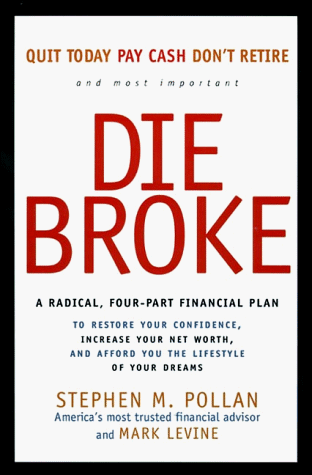 QUIT TODAY PAY CASH DON'T RETIRE
and most important
DIE
BROKE
A RADICAL, FOUR-PART FINANCIAL PLAN
TO RESTORE YOUR CONFIDENCE,
INCREASE YOUR NET WORTH,
AND AFFORD YOU THE LIFESTYLE
OF YOUR DREAMS
STEPHEN M. POLLAN
America's most trusted financial advisor
and MARK LEVINE